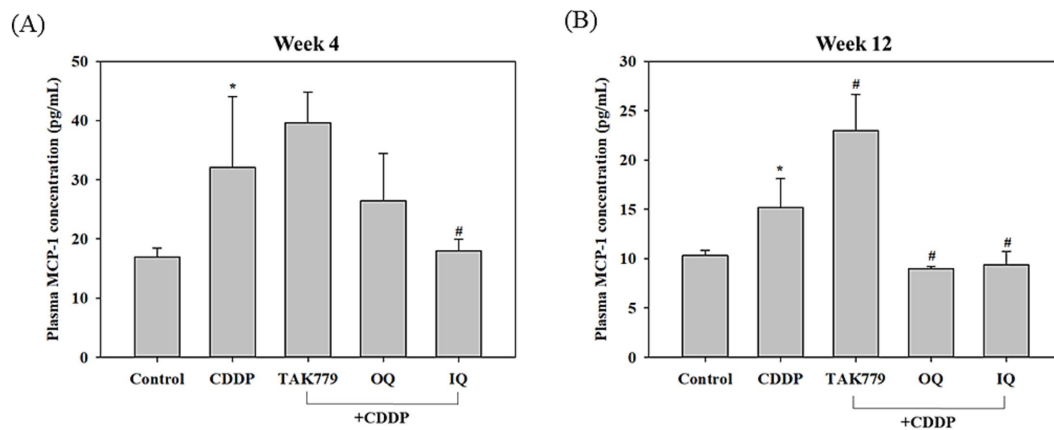 (A)
Week 4
Plasma MCP-1 concentration (pg/mL)
50
40
30
20
10
0
*
#
Control CDDP TAK779 OQ IQ
+CDDP
(B)
Week 12
Plasma MCP-1 concentration (pg/mL)
30
25
20
15
10
5
0
*
#
#
#
Control CDDP TAK779 OQ IQ
+CDDP